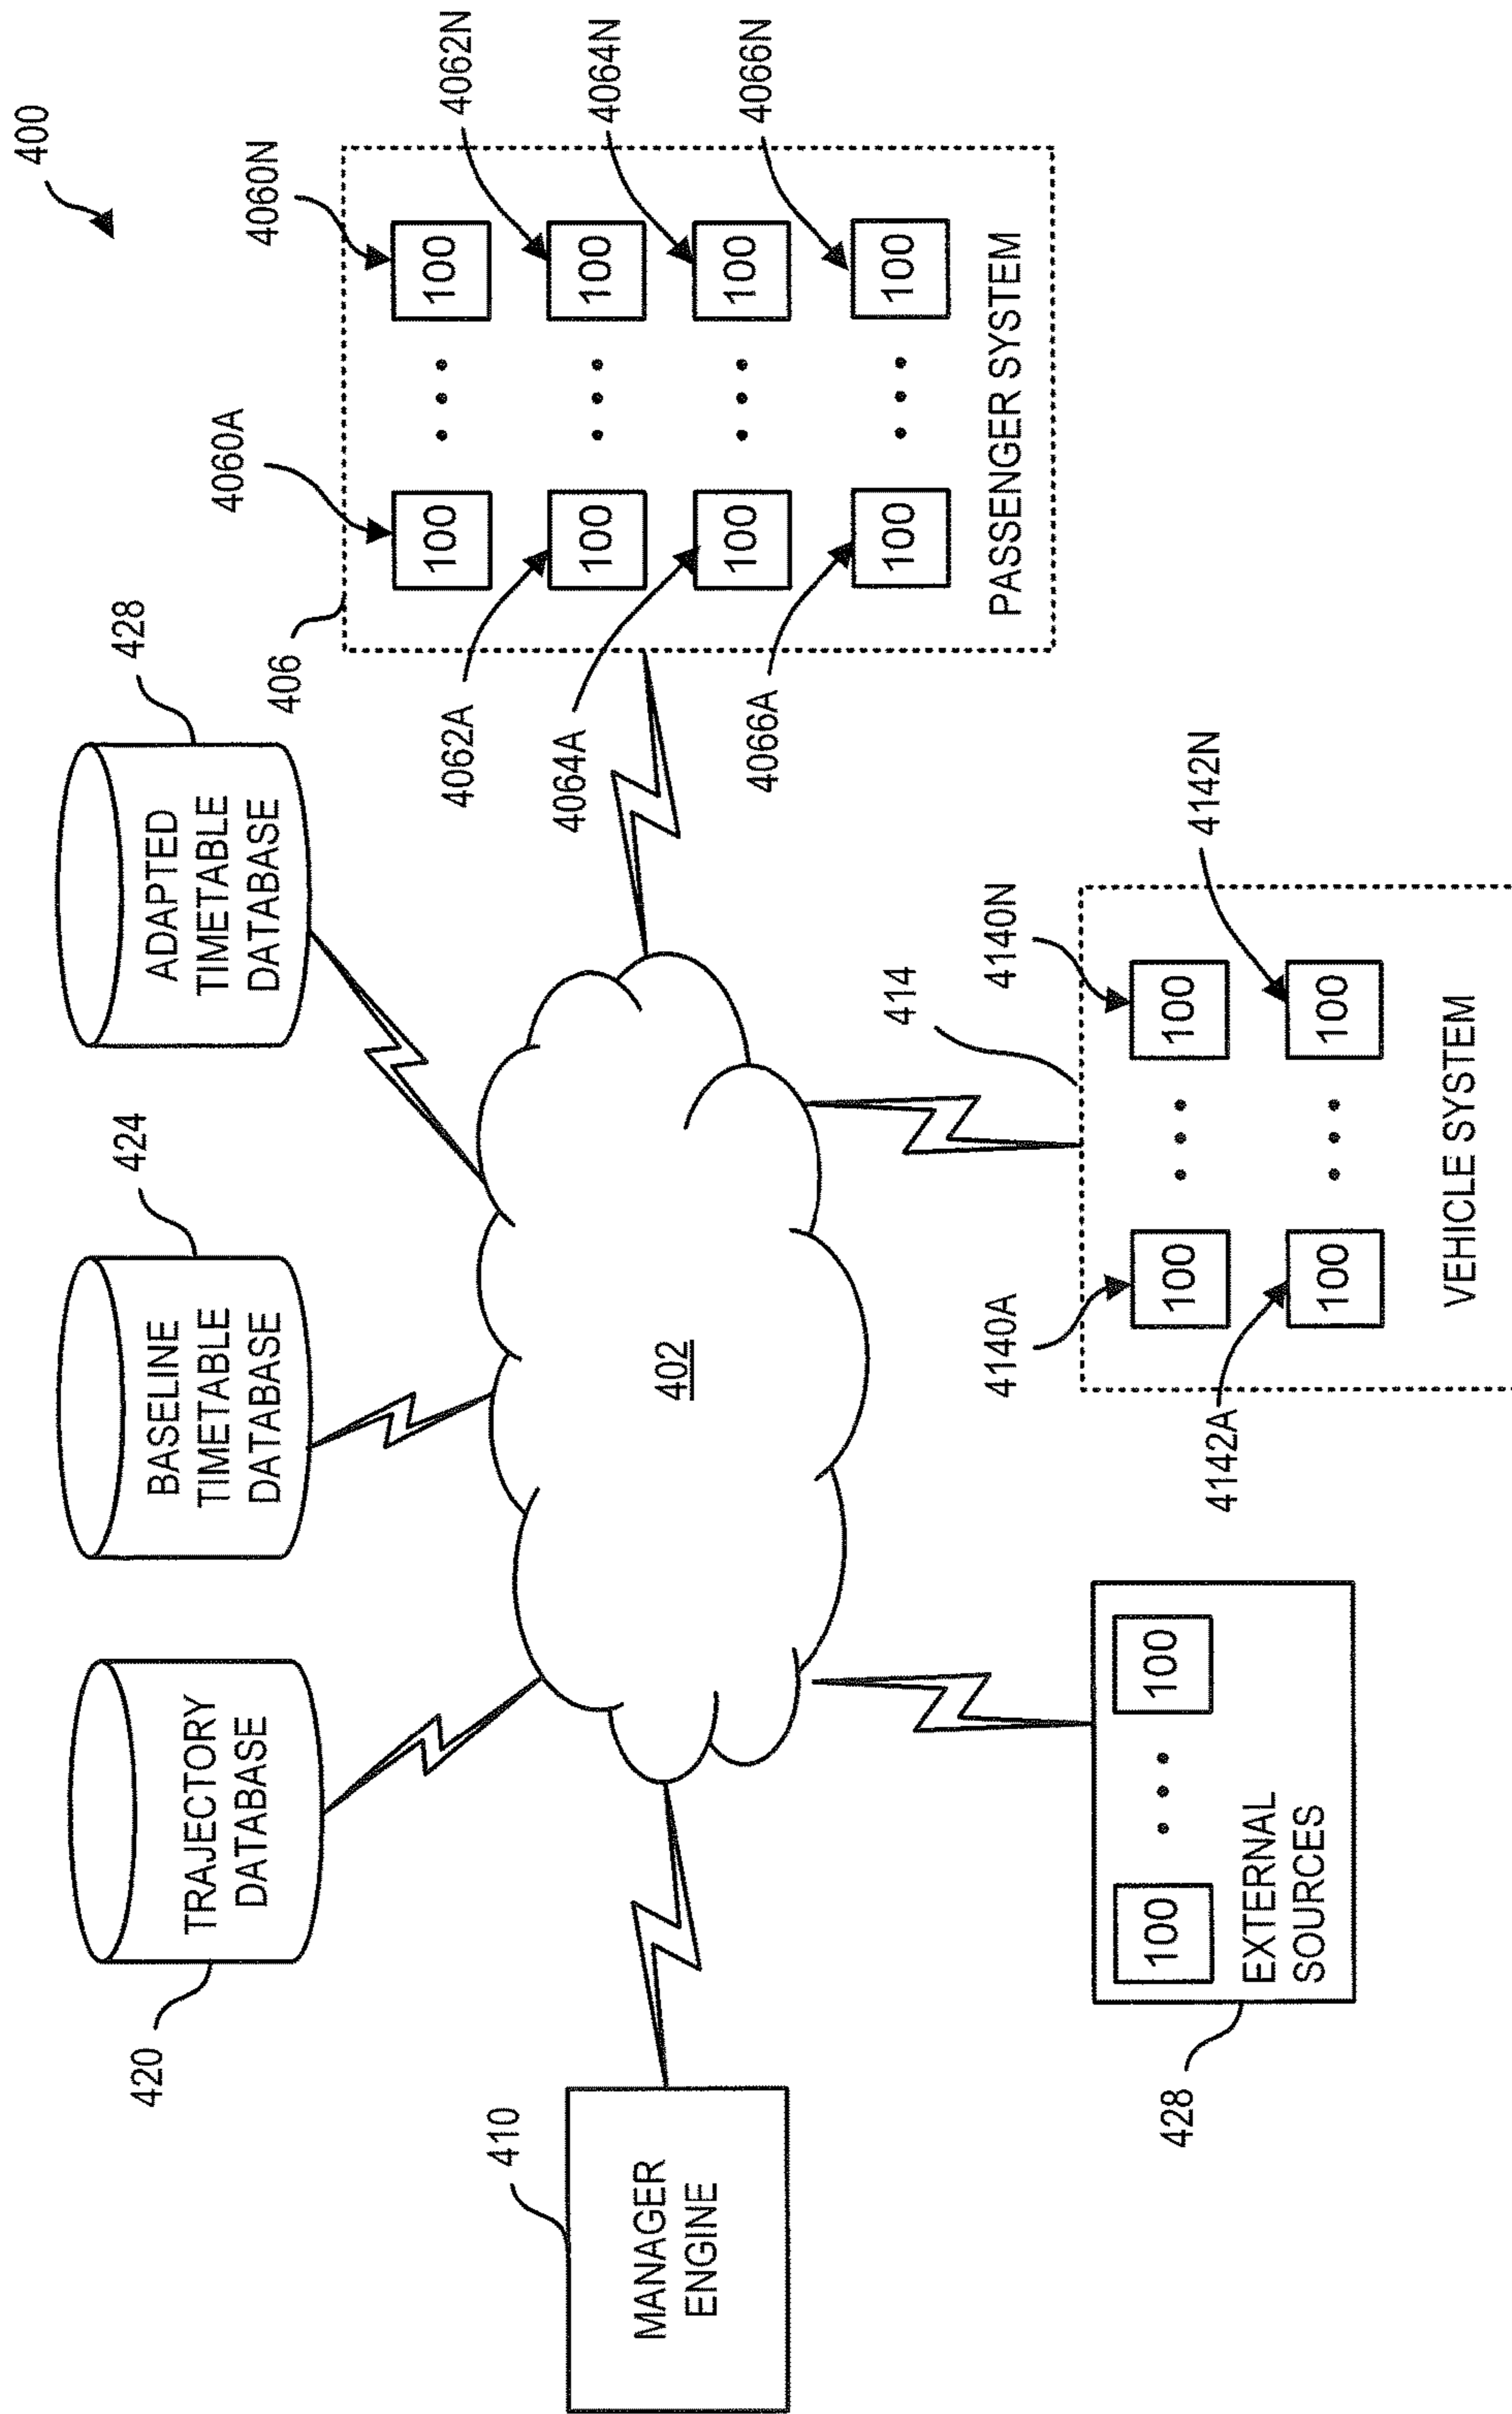 400
420
TRAJECTORY
DATABASE
424
BASELINE
TIMETABLE
DATABASE
428
ADAPTED
TIMETABLE
DATABASE
410
MANAGER
ENGINE
402
406
4060A
4060N
100
100
4062A
4062N
100
100
4064A
4064N
100
100
4066A
4066N
100
100
PASSENGER SYSTEM
428
100
100
EXTERNAL
SOURCES
414
4140A
4140N
100
100
4142A
4142N
100
100
VEHICLE SYSTEM